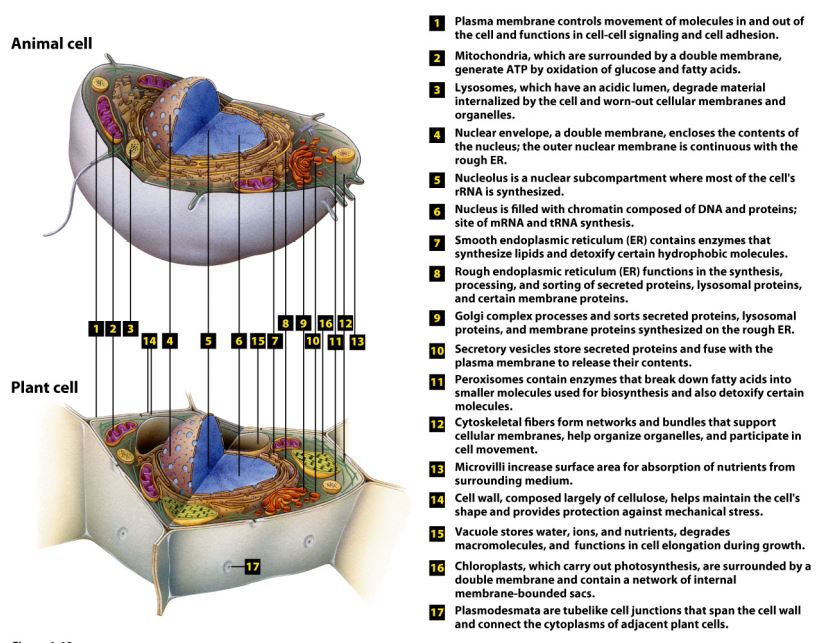 Animal cell
1 2 3 14 4 5 6 15 7 8 9 10 16 11 12 13
Plant cell
17
1 Plasma membrane controls movement of molecules in and out of
the cell and functions in cell-cell signaling and cell adhesion.
2 Mitochondria, which are surrounded by a double membrane,
generate ATP by oxidation of glucose and fatty acids.
3 Lysosomes, which have an acidic lumen, degrade material
internalized by the cell and worn-out cellular membranes and
organelles.
4 Nuclear envelope, a double membrane, encloses the contents of
the nucleus; the outer nuclear membrane is continuous with the
rough ER.
5 Nucleolus is a nuclear subcompartment where most of the cell's
rRNA is synthesized.
6 Nucleus is filled with chromatin composed of DNA and proteins;
site of mRNA and tRNA synthesis.
7 Smooth endoplasmic reticulum (ER) contains enzymes that
synthesize lipids and detoxify certain hydrophobic molecules.
8 Rough endoplasmic reticulum (ER) functions in the synthesis,
processing, and sorting of secreted proteins, lysosomal proteins,
and certain membrane proteins.
9 Golgi complex processes and sorts secreted proteins, lysosomal
proteins, and membrane proteins synthesized on the rough ER.
10 Secretory vesicles store secreted proteins and fuse with the
plasma membrane to release their contents.
11 Peroxisomes contain enzymes that break down fatty acids into
smaller molecules used for biosynthesis and also detoxify certain
molecules.
12 Cytoskeletal fibers form networks and bundles that support
cellular membranes, help organize organelles, and participate in
cell movement.
13 Microvilli increase surface area for absorption of nutrients from
surrounding medium.
14 Cell wall, composed largely of cellulose, helps maintain the cell's
shape and provides protection against mechanical stress.
15 Vacuole stores water, ions, and nutrients, degrades
macromolecules, and functions in cell elongation during growth.
16 Chloroplasts, which carry out photosynthesis, are surrounded by a
double membrane and contain a network of internal
membrane-bounded sacs.
17 Plasmodesmata are tubelike cell junctions that span the cell wall
and connect the cytoplasms of adjacent plant cells.